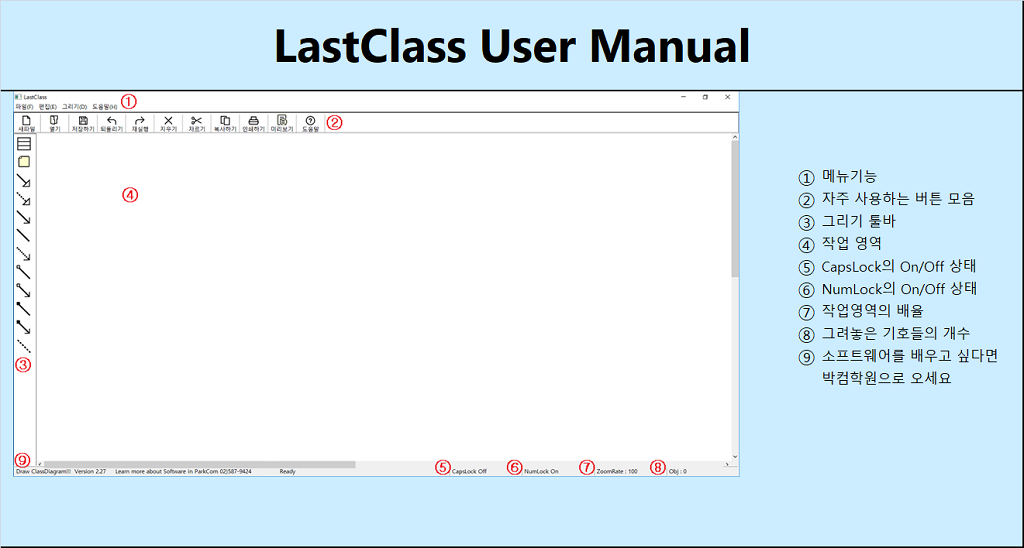 LastClass User Manual
LastClass
파일(F) 편집(E) 그리기(D) 도움말(H) ①
새파일 열기 저장하기 되돌리기 재실행 지우기 자르기 복사하기 인쇄하기 미리보기 도움말 ②
④
③
⑨
Draw ClassDiagram!!! Version 2.27 Learn more about Software in ParkCom 02)587-9424 Ready ⑤ CapsLock Off ⑥ NumLock On ⑦ ZoomRate : 100 ⑧ Obj : 0
① 메뉴기능
② 자주 사용하는 버튼 모음
③ 그리기 툴바
④ 작업 영역
⑤ CapsLock의 On/Off 상태
⑥ NumLock의 On/Off 상태
⑦ 작업영역의 배율
⑧ 그려놓은 기호들의 개수
⑨ 소프트웨어를 배우고 싶다면
박컴학원으로 오세요